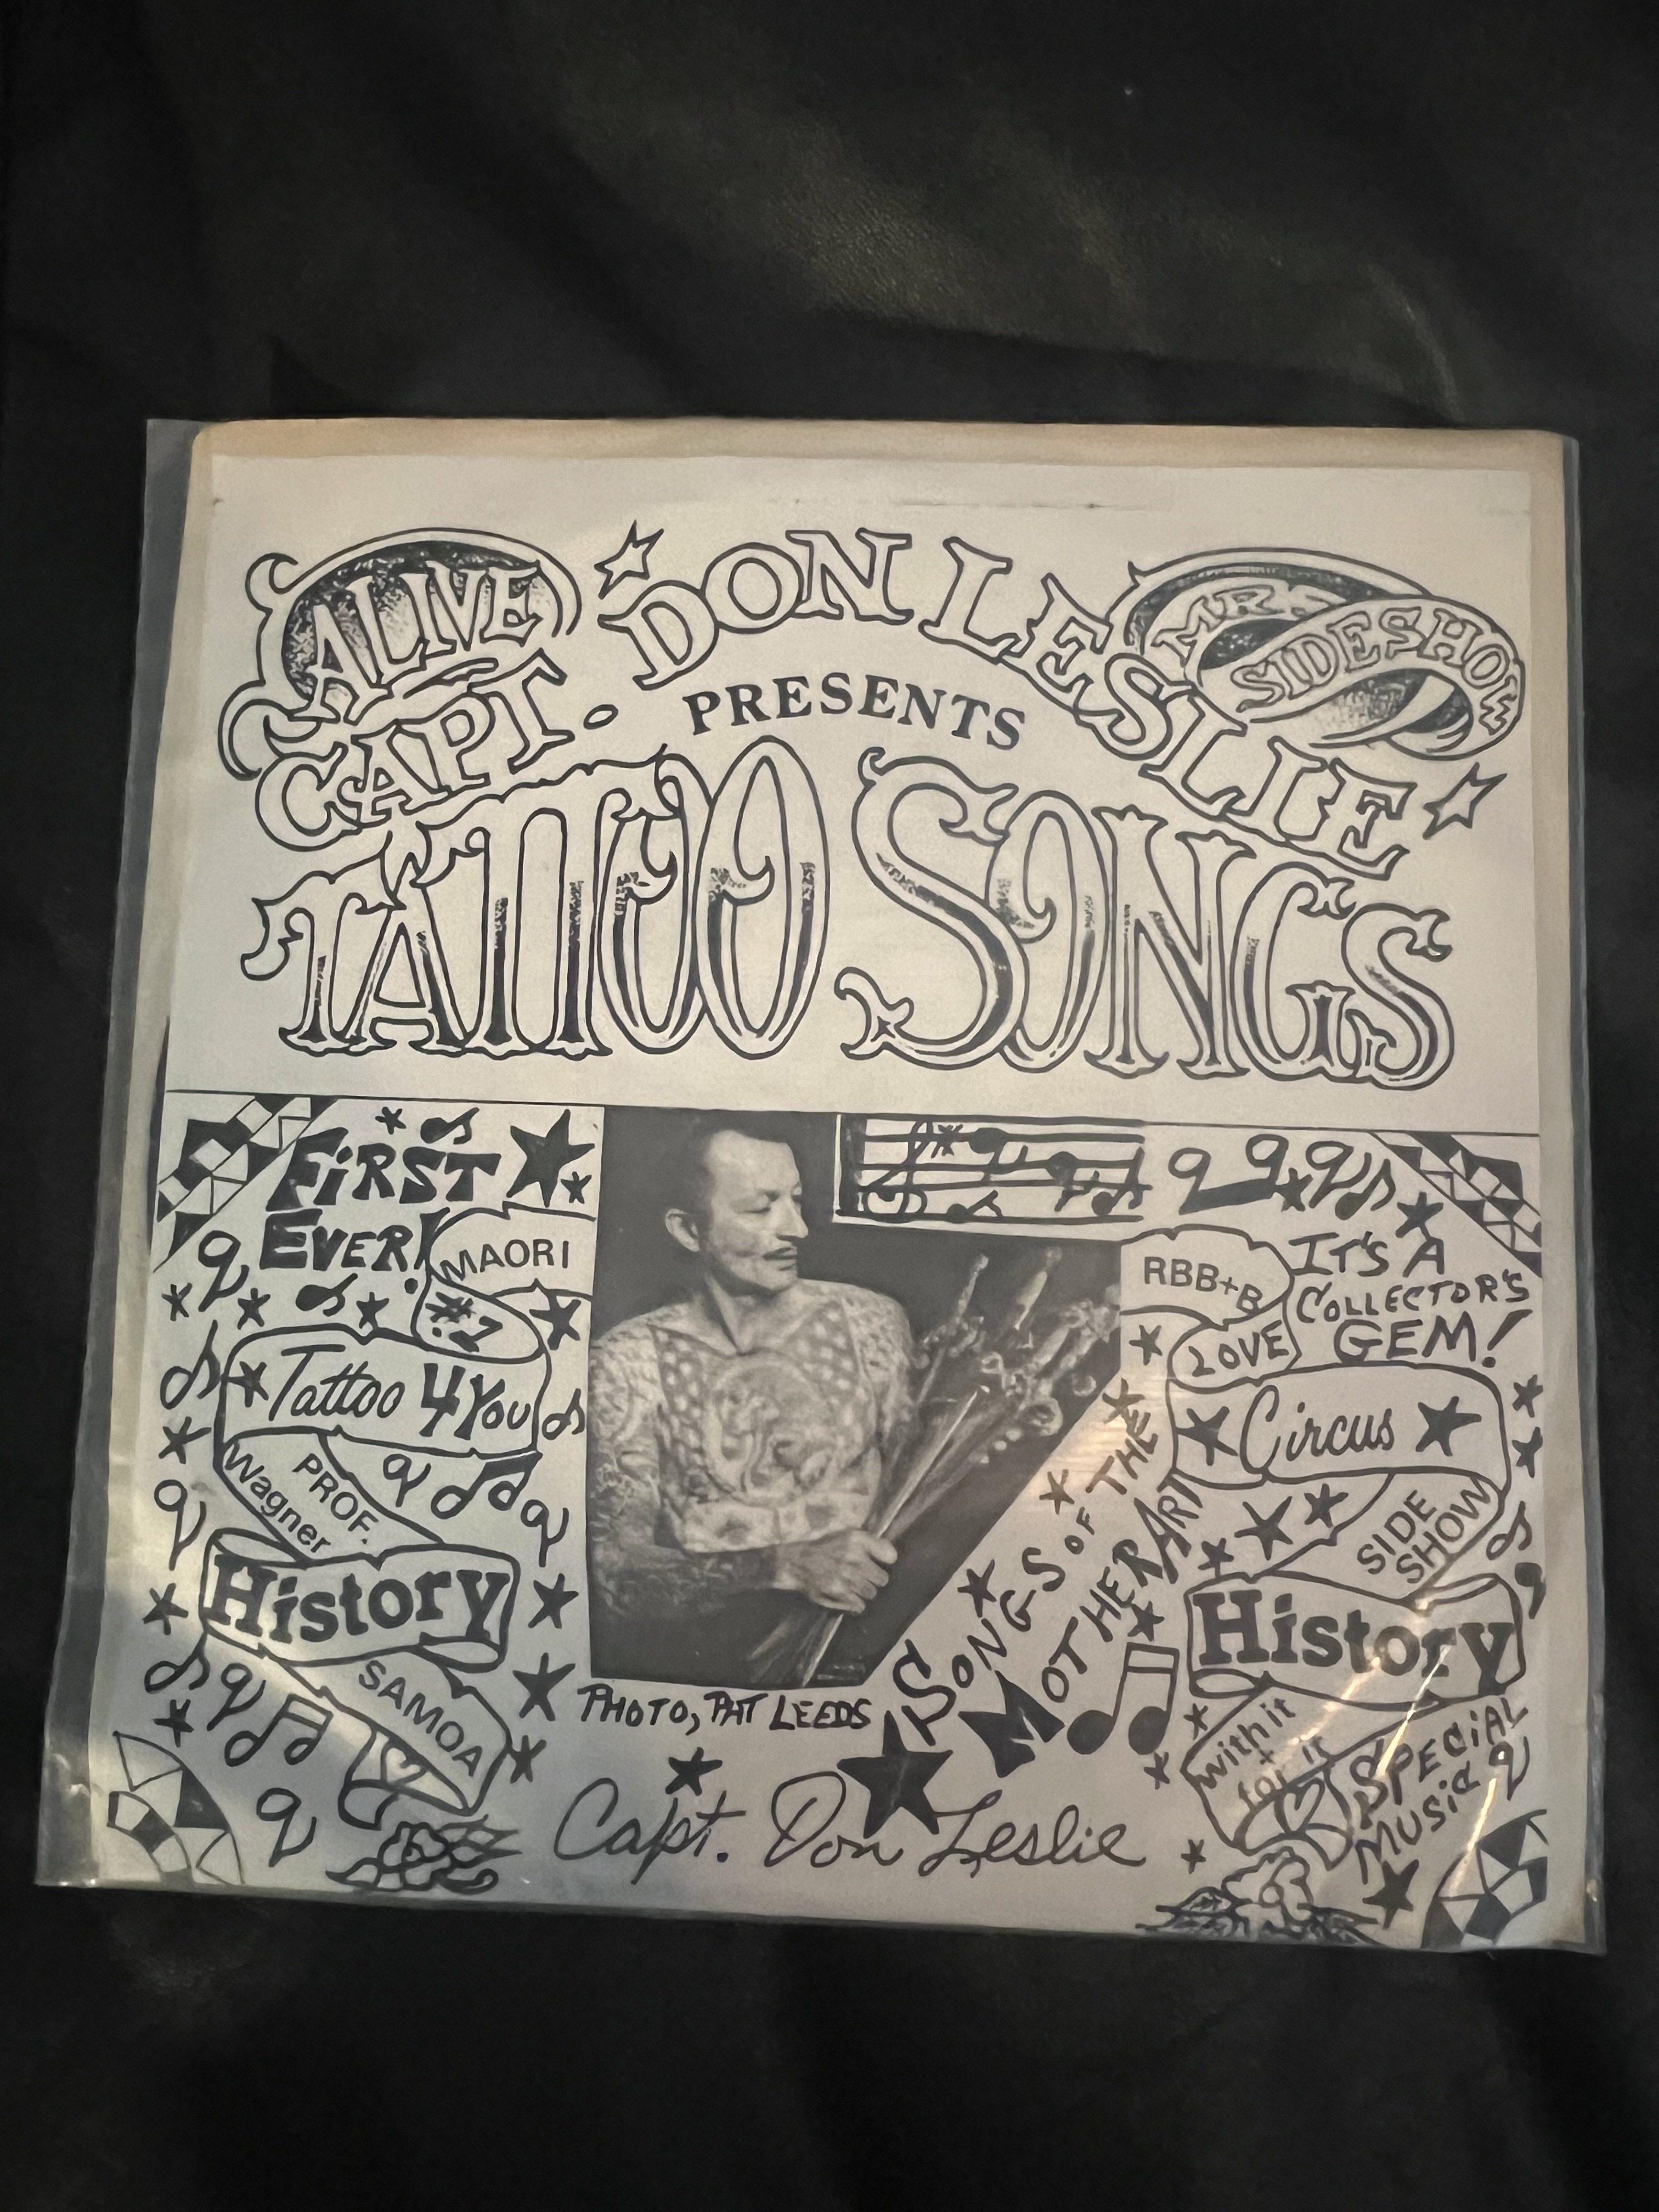 ALIVE
CAPT. DON LESLIE
MR. SIDESHOW
PRESENTS
TATTOO SONGS
FIRST
EVER!
MAORI
Tattoo 4 You
PROF.
Wagner
History
SAMOA
RBB+B
LOVE
IT'S A
COLLECTOR'S
GEM!
Circus
SIDE
SHOW
History
with it
+
for it
SPECIAL
MUSIC
SONGS OF THE
MOTHER ART
PHOTO, PAT LEEDS
Capt. Don Leslie